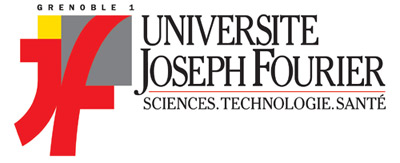 GRENOBLE 1
UNIVERSITE
JOSEPH FOURIER
SCIENCES.TECHNOLOGIE.SANTÉ